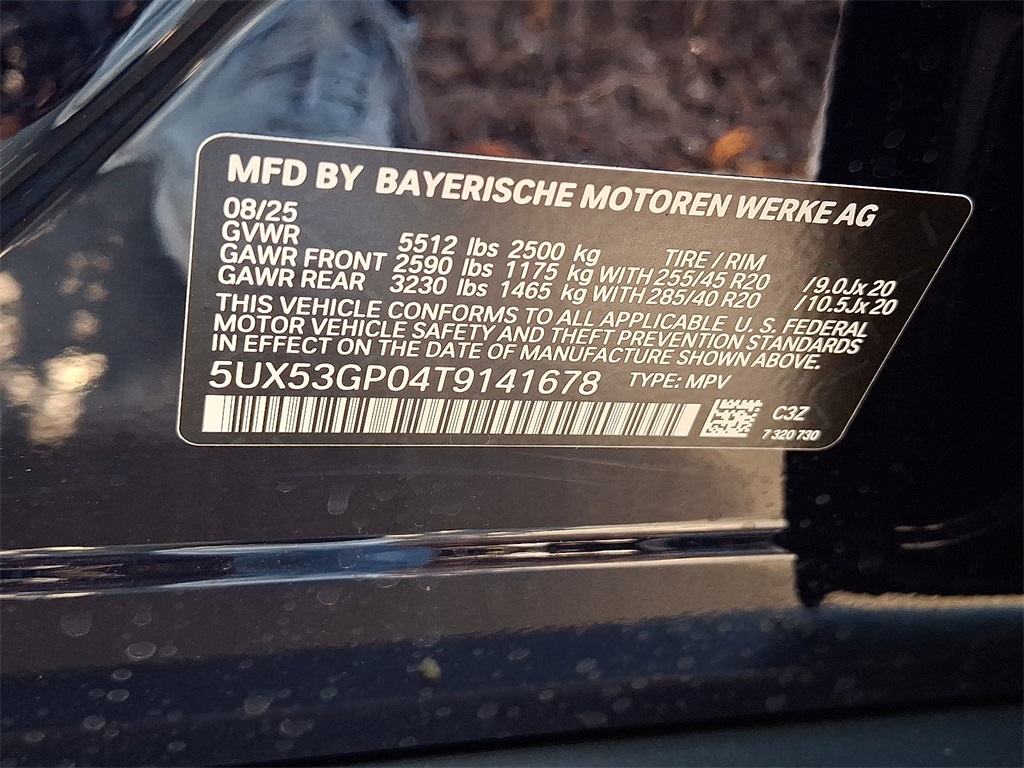 MFD BY BAYERISCHE MOTOREN WERKE AG
08/25
GVWR 5512 lbs 2500 kg TIRE / RIM
GAWR FRONT 2590 lbs 1175 kg WITH 255/45 R20 /9.0Jx 20
GAWR REAR 3230 lbs 1465 kg WITH 285/40 R20 /10.5Jx 20
THIS VEHICLE CONFORMS TO ALL APPLICABLE U. S. FEDERAL
MOTOR VEHICLE SAFETY AND THEFT PREVENTION STANDARDS
IN EFFECT ON THE DATE OF MANUFACTURE SHOWN ABOVE.
5UX53GP04T9141678 TYPE: MPV
C3Z
7 320 730